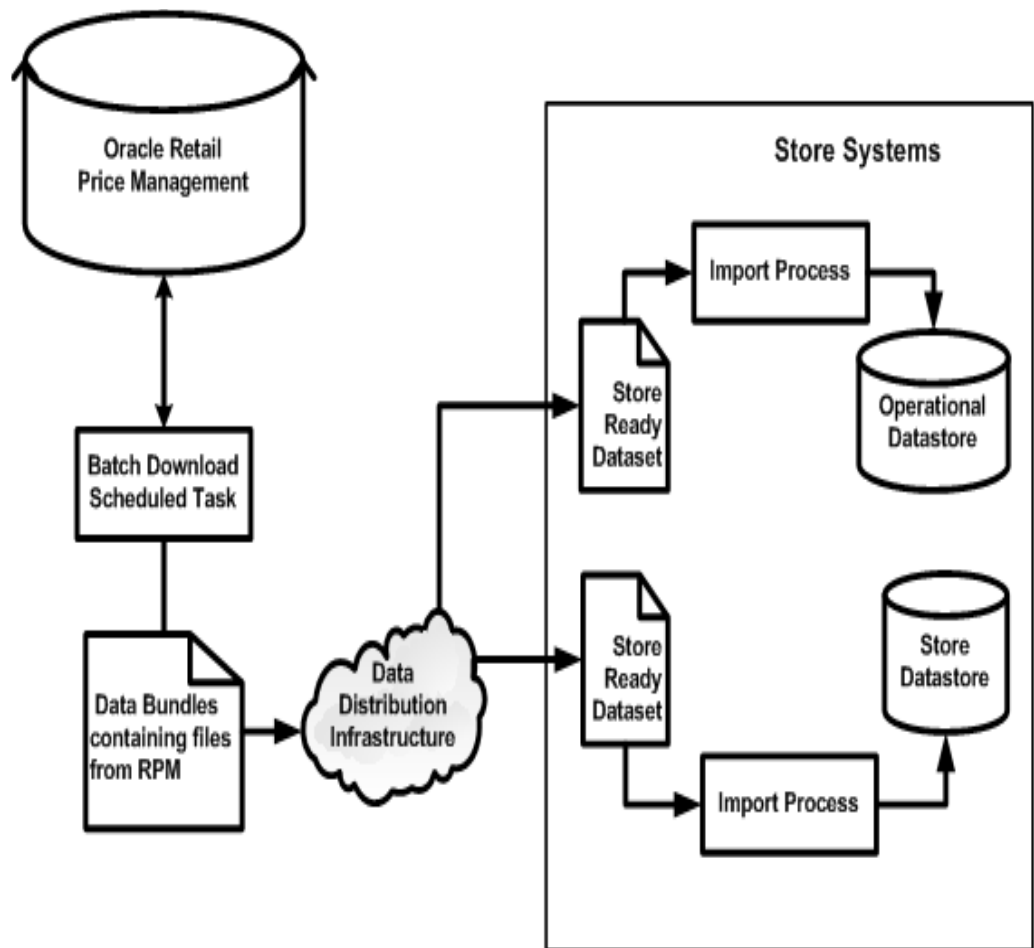 Oracle Retail
Price Management
Batch Download
Scheduled Task
Data Bundles
containing files
from RPM
Data
Distribution
Infrastructure
Store Systems
Import Process
Store
Ready
Dataset
Operational
Datastore
Store
Ready
Dataset
Store
Datastore
Import Process